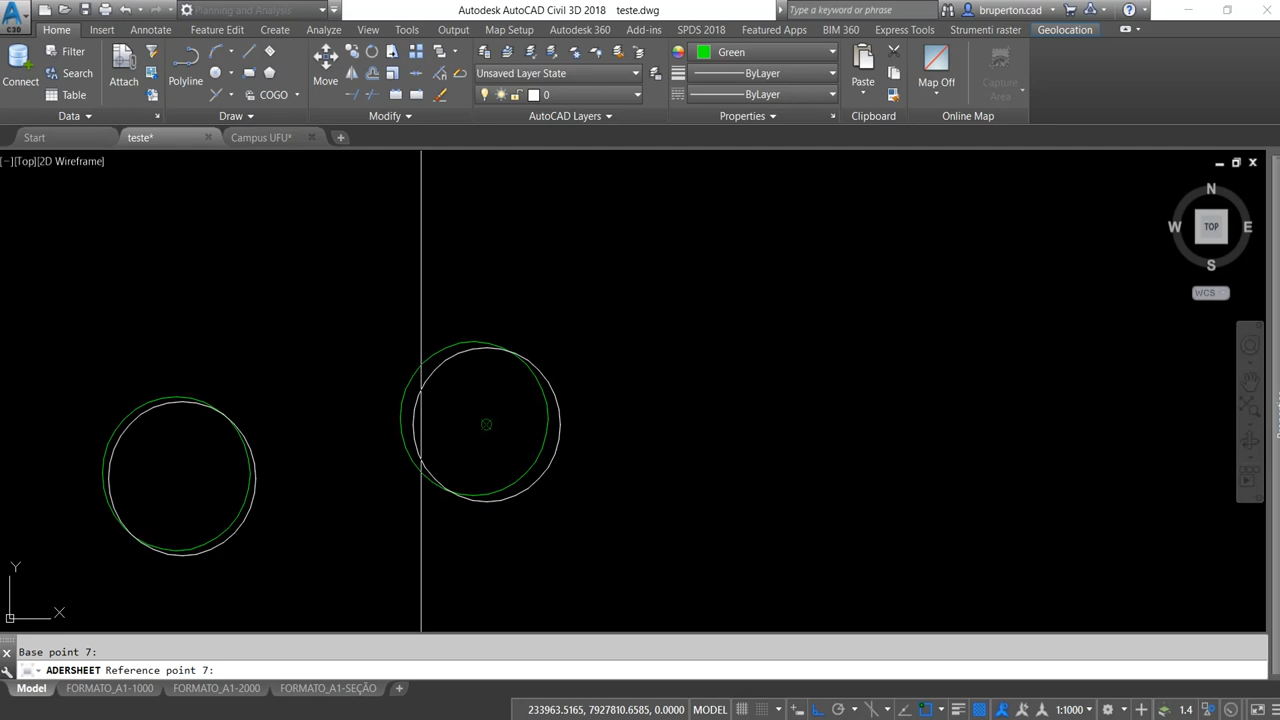 Planning and Analysis
Autodesk AutoCAD Civil 3D 2018 teste.dwg
Type a keyword or phrase
bruperton.cad
C3D
Home Insert Annotate Feature Edit Create Analyze View Tools Output Map Setup Autodesk 360 Add-ins SPDS 2018 Featured Apps BIM 360 Express Tools Strumenti raster Geolocation
Filter
Search
Table
Connect
Attach
Polyline
COGO
Move
Unsaved Layer State
0
Green
ByLayer
ByLayer
Paste
Map Off
Capture
Area
Data Draw Modify AutoCAD Layers Properties Clipboard Online Map
Start teste* Campus UFU*
[−][Top][2D Wireframe]
N
W TOP E
S
WCS
Properties
Y
X
Base point 7:
ADERSHEET Reference point 7:
Model FORMATO_A1-1000 FORMATO_A1-2000 FORMATO_A1-SEÇÃO
233963.5165, 7927810.6585, 0.0000 MODEL 1:1000 1.4